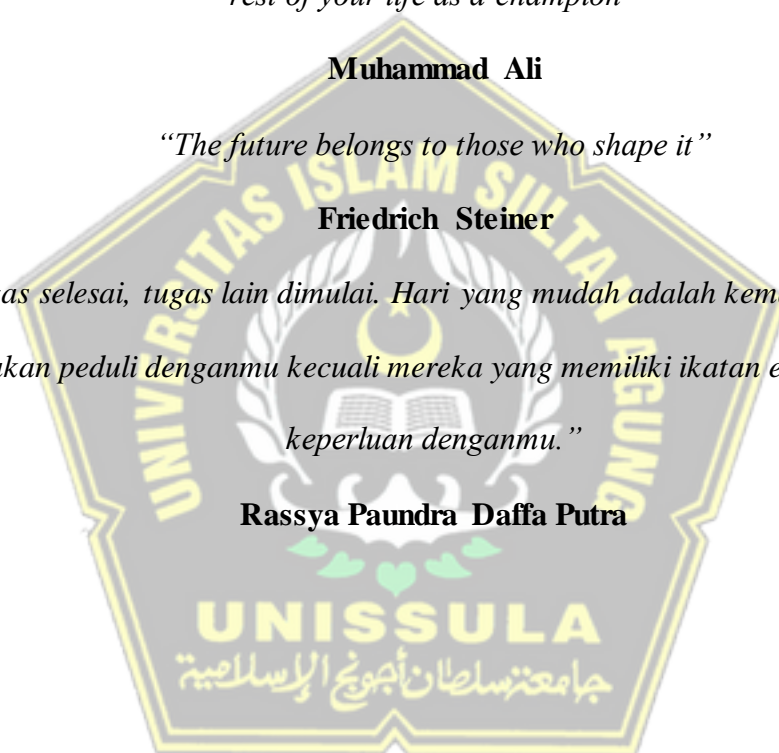 rest of your life as a champion”
Muhammad Ali
“The future belongs to those who shape it”
Friedrich Steiner
as selesai, tugas lain dimulai. Hari yang mudah adalah kem
akan peduli denganmu kecuali mereka yang memiliki ikatan e
keperluan denganmu.”
Rassya Paundra Daffa Putra
UNIVERSITAS ISLAM SULTAN AGUNG
UNISSULA
جامعة سلطان أجونج الإسلامية